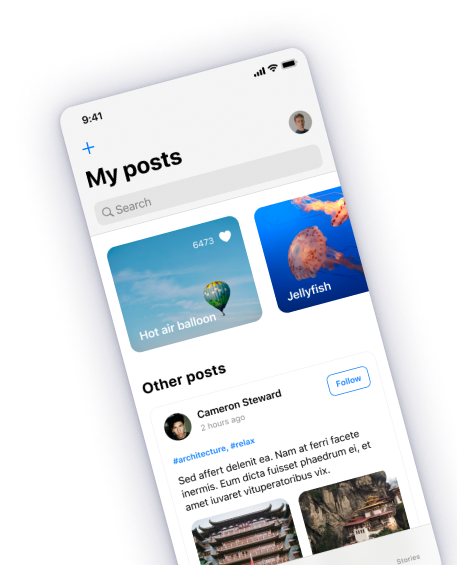 9:41
My posts
Search
6473
Hot air balloon
Jellyfish
Other posts
Cameron Steward
2 hours ago
Follow
#architecture, #relax
Sed affert delenit ea. Nam at ferri facete
inermis. Eum dicta fuisset phaedrum ei, et
amet iuvaret vituperatoribus vix.
Stories